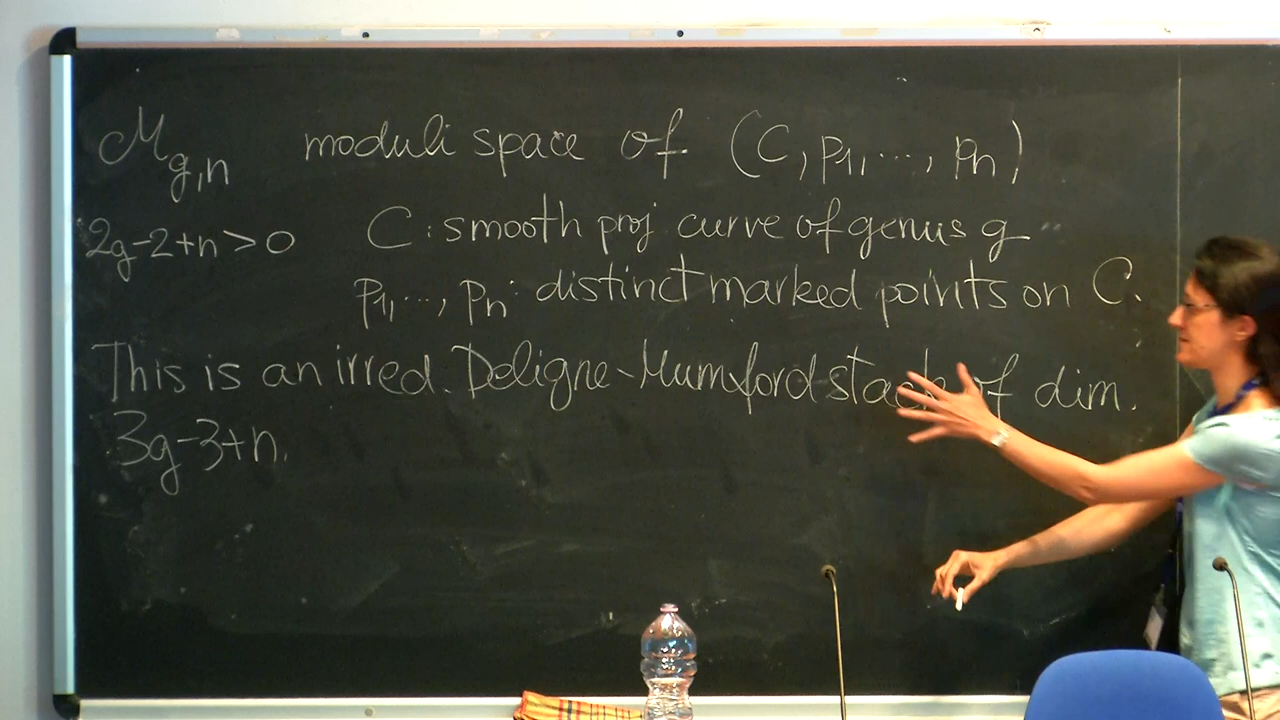 ℳg,n moduli space of (C, p1, ..., pn)
2g-2+n>0 C: smooth proj curve of genus g
p1, ..., pn: distinct marked points on C.
This is an irred. Deligne-Mumford stack of dim.
3g-3+n.